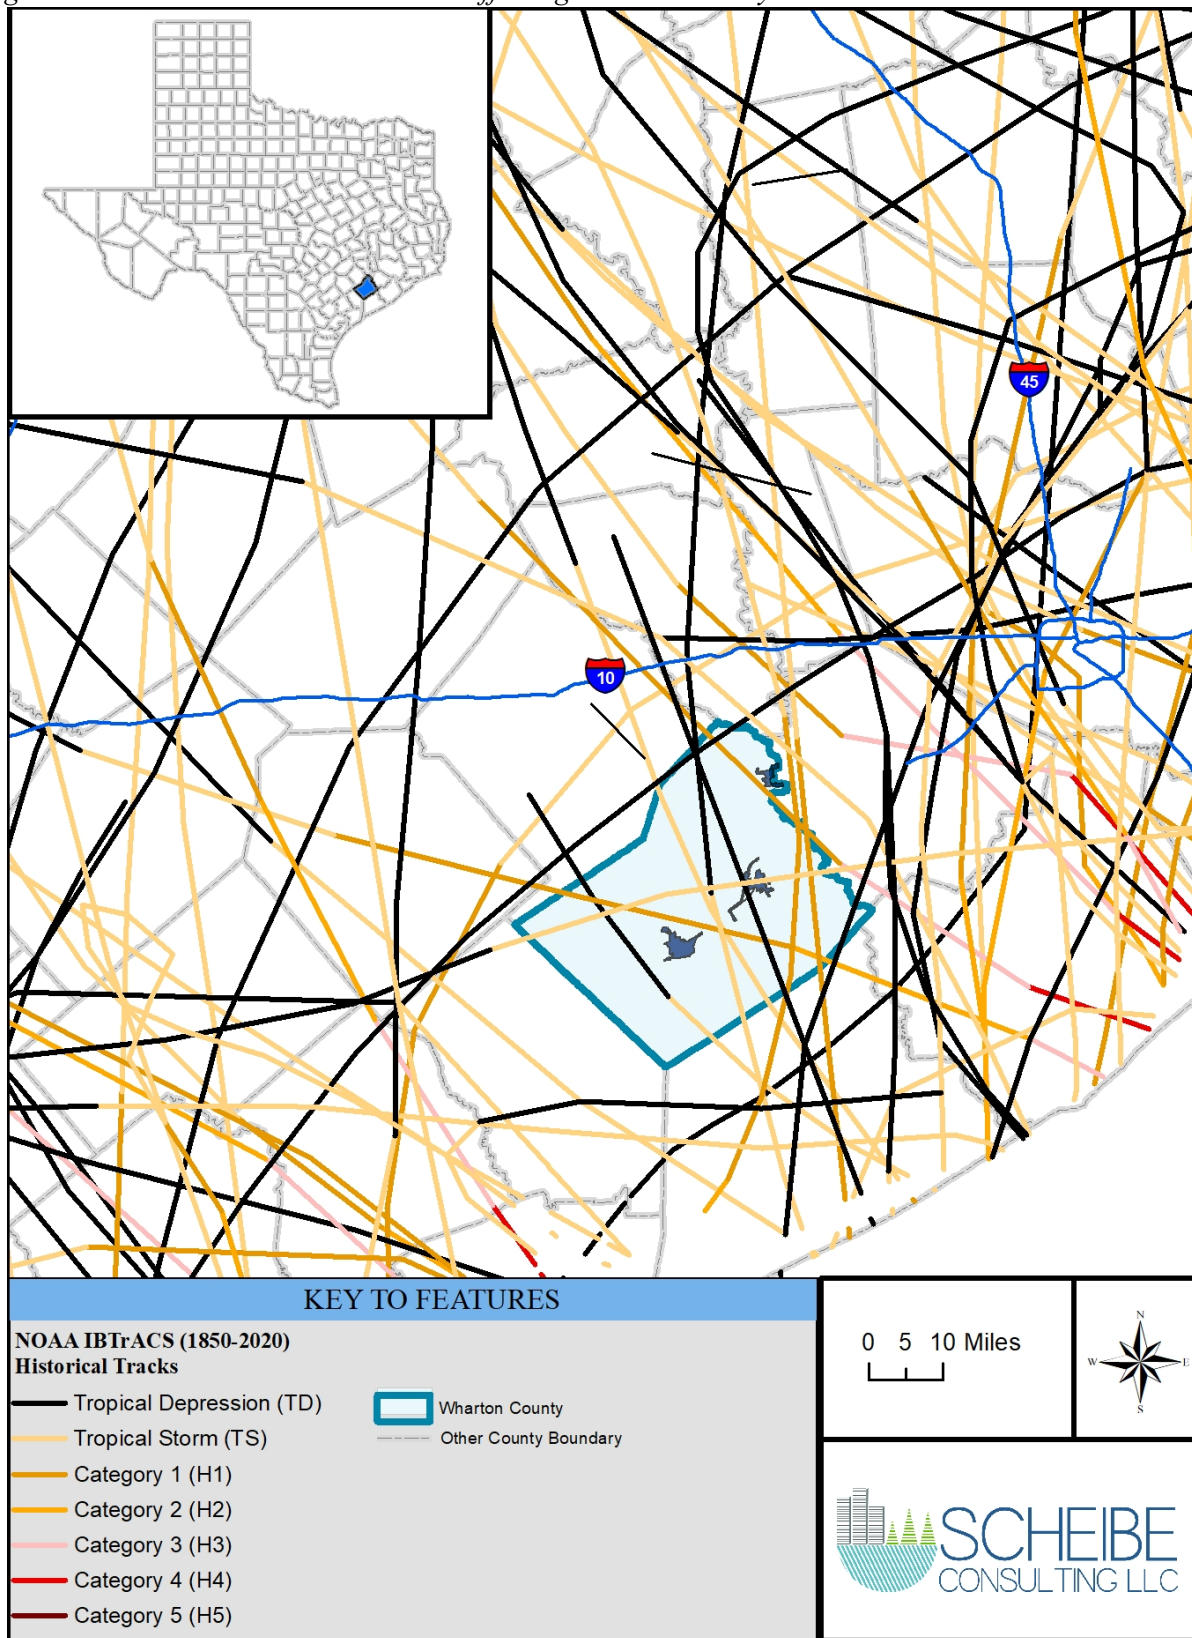 45
10
KEY TO FEATURES
NOAA IBTrACS (1850-2020)
Historical Tracks
Tropical Depression (TD)
Tropical Storm (TS)
Category 1 (H1)
Category 2 (H2)
Category 3 (H3)
Category 4 (H4)
Category 5 (H5)
Wharton County
Other County Boundary
0 5 10 Miles
N
W E
S
SCHEIBE
CONSULTING LLC